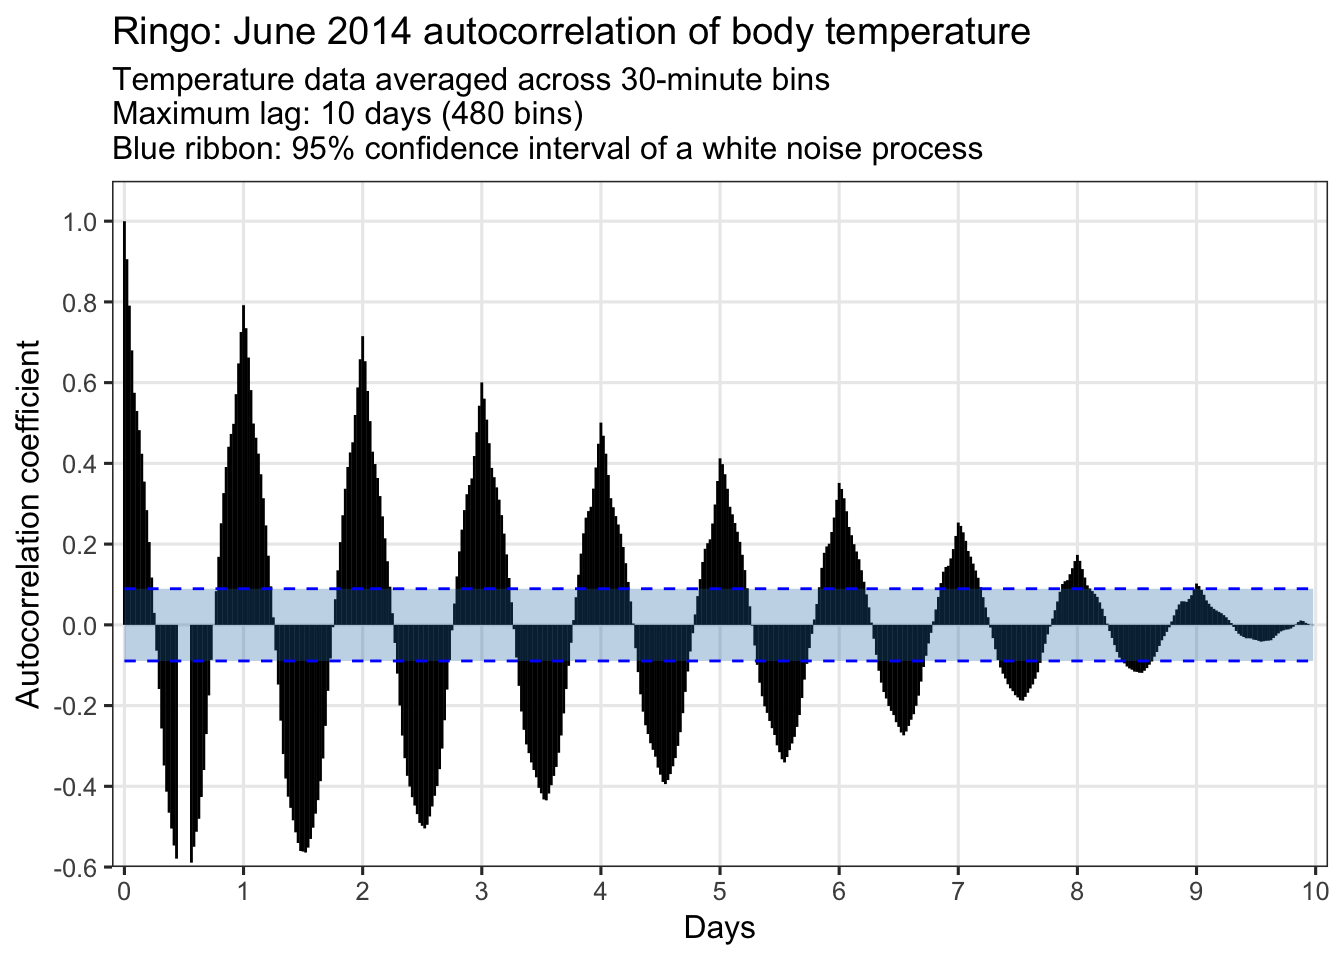 Ringo: June 2014 autocorrelation of body temperature
Temperature data averaged across 30-minute bins
Maximum lag: 10 days (480 bins)
Blue ribbon: 95% confidence interval of a white noise process
Autocorrelation coefficient
1.0
0.8
0.6
0.4
0.2
0.0
-0.2
-0.4
-0.6
0 1 2 3 4 5 6 7 8 9 10
Days